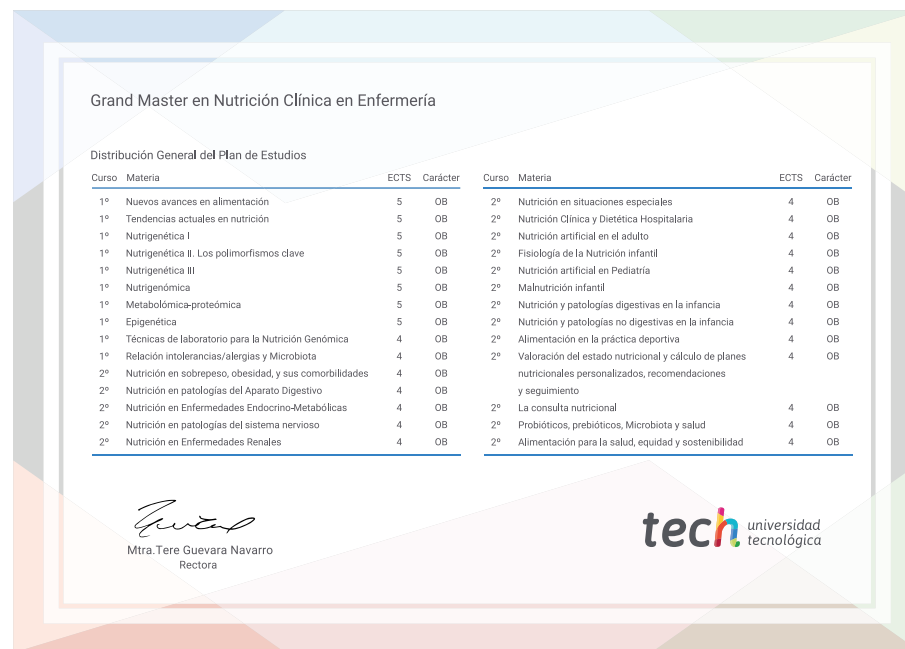 Grand Master en Nutrición Clínica en Enfermería
Distribución General del Plan de Estudios
Curso Materia ECTS Carácter
1º Nuevos avances en alimentación 5 OB
1º Tendencias actuales en nutrición 5 OB
1º Nutrigenética I 5 OB
1º Nutrigenética II. Los polimorfismos clave 5 OB
1º Nutrigenética III 5 OB
1º Nutrigenómica 5 OB
1º Metabolómica-proteómica 5 OB
1º Epigenética 5 OB
1º Técnicas de laboratorio para la Nutrición Genómica 4 OB
1º Relación intolerancias/alergias y Microbiota 4 OB
2º Nutrición en sobrepeso, obesidad, y sus comorbilidades 4 OB
2º Nutrición en patologías del Aparato Digestivo 4 OB
2º Nutrición en Enfermedades Endocrino-Metabólicas 4 OB
2º Nutrición en patologías del sistema nervioso 4 OB
2º Nutrición en Enfermedades Renales 4 OB
Curso Materia ECTS Carácter
2º Nutrición en situaciones especiales 4 OB
2º Nutrición Clínica y Dietética Hospitalaria 4 OB
2º Nutrición artificial en el adulto 4 OB
2º Fisiología de la Nutrición infantil 4 OB
2º Nutrición artificial en Pediatría 4 OB
2º Malnutrición infantil 4 OB
2º Nutrición y patologías digestivas en la infancia 4 OB
2º Nutrición y patologías no digestivas en la infancia 4 OB
2º Alimentación en la práctica deportiva 4 OB
2º Valoración del estado nutricional y cálculo de planes 4 OB
nutricionales personalizados, recomendaciones
y seguimiento
2º La consulta nutricional 4 OB
2º Probióticos, prebióticos, Microbiota y salud 4 OB
2º Alimentación para la salud, equidad y sostenibilidad 4 OB
Mtra.Tere Guevara Navarro
Rectora
tech universidad
tecnológica